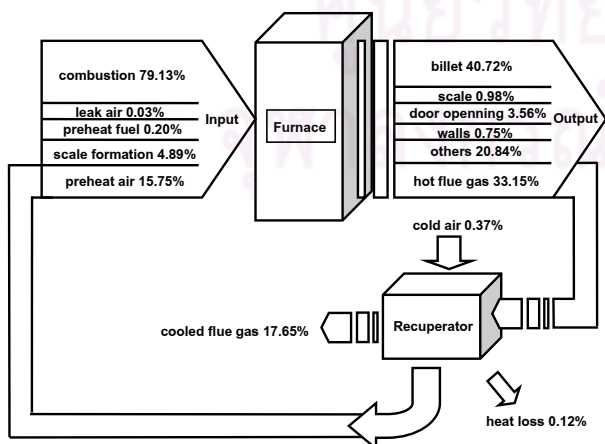 combustion 79.13%
leak air 0.03%
preheat fuel 0.20%
scale formation 4.89%
preheat air 15.75%
Input
Furnace
billet 40.72%
scale 0.98%
door openning 3.56%
walls 0.75%
others 20.84%
hot flue gas 33.15%
Output
cold air 0.37%
Recuperator
cooled flue gas 17.65%
heat loss 0.12%